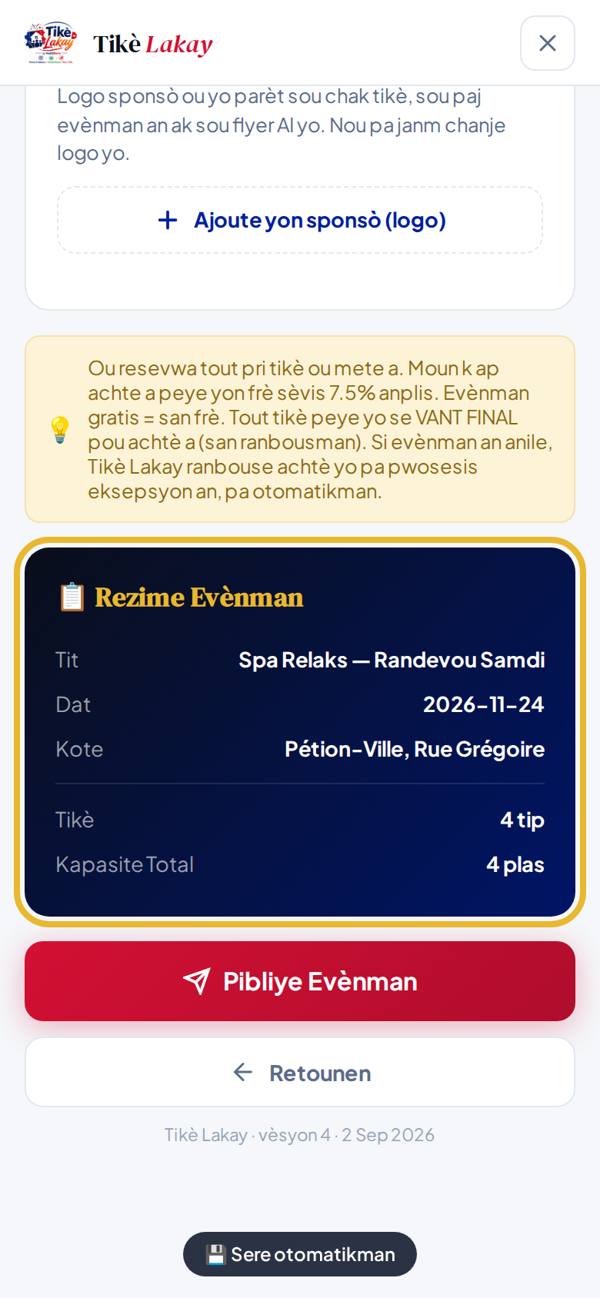 Tikè Lakay
Tikè Lakay
Logo sponsò ou yo parèt sou chak tikè, sou paj
evènman an ak sou flyer AI yo. Nou pa janm chanje
logo yo.
Ajoute yon sponsò (logo)
Ou resevwa tout pri tikè ou mete a. Moun k ap
achte a peye yon frè sèvis 7.5% anplis. Evènman
gratis = san frè. Tout tikè peye yo se VANT FINAL
pou achtè a (san ranbousman). Si evènman an anile,
Tikè Lakay ranbouse achtè yo pa pwosesis
eksepsyon an, pa otomatikman.
Rezime Evènman
Tit Spa Relaks — Randevou Samdi
Dat 2026-11-24
Kote Pétion-Ville, Rue Grégoire
Tikè 4 tip
Kapasite Total 4 plas
Pibliye Evènman
Retounen
Tikè Lakay · vèsyon 4 · 2 Sep 2026
Sere otomatikman